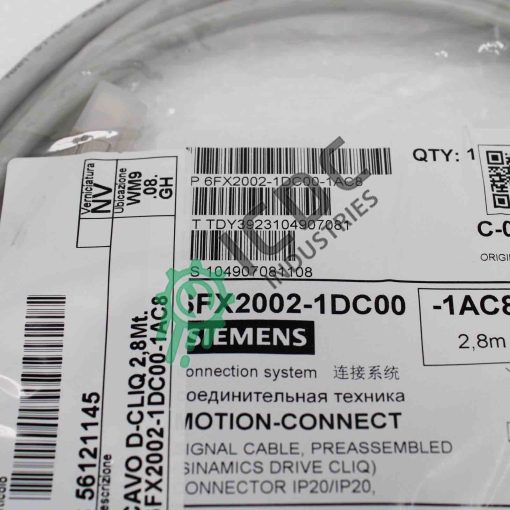 QTY: 1
P 6FX2002-1DC00-1AC8
T TDY3923104907081
S 104907081108
C-0
ORIGI
6FX2002-1DC00
-1AC8
SIEMENS
2,8m
onnection system 连接系统
оединительная техника
MOTION-CONNECT
IGNAL CABLE, PREASSEMBLED
SINAMICS DRIVE CLIQ)
ONNECTOR IP20/IP20,
Verniciatura
NV
Ubicazione
WM9
.08.
GH
escrizione
CAVO D-CLIQ 2,8Mt.
6FX2002-1DC00-1AC8
56121145
rticolo
ICDC
INDUSTRIES